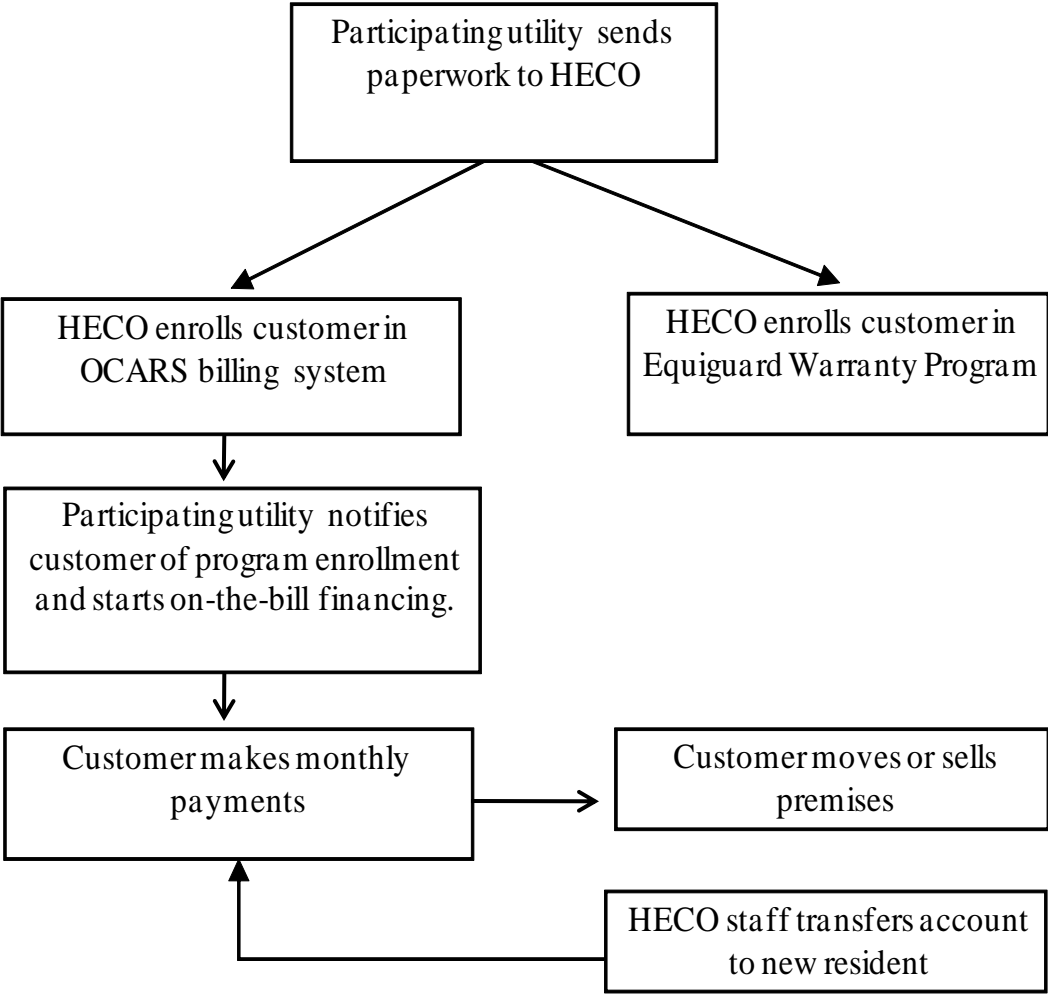 Participating utility sends
paperwork to HECO
HECO enrolls customer in
OCARS billing system
HECO enrolls customer in
Equiguard Warranty Program
Participating utility notifies
customer of program enrollment
and starts on-the-bill financing.
Customer makes monthly
payments
Customer moves or sells
premises
HECO staff transfers account
to new resident